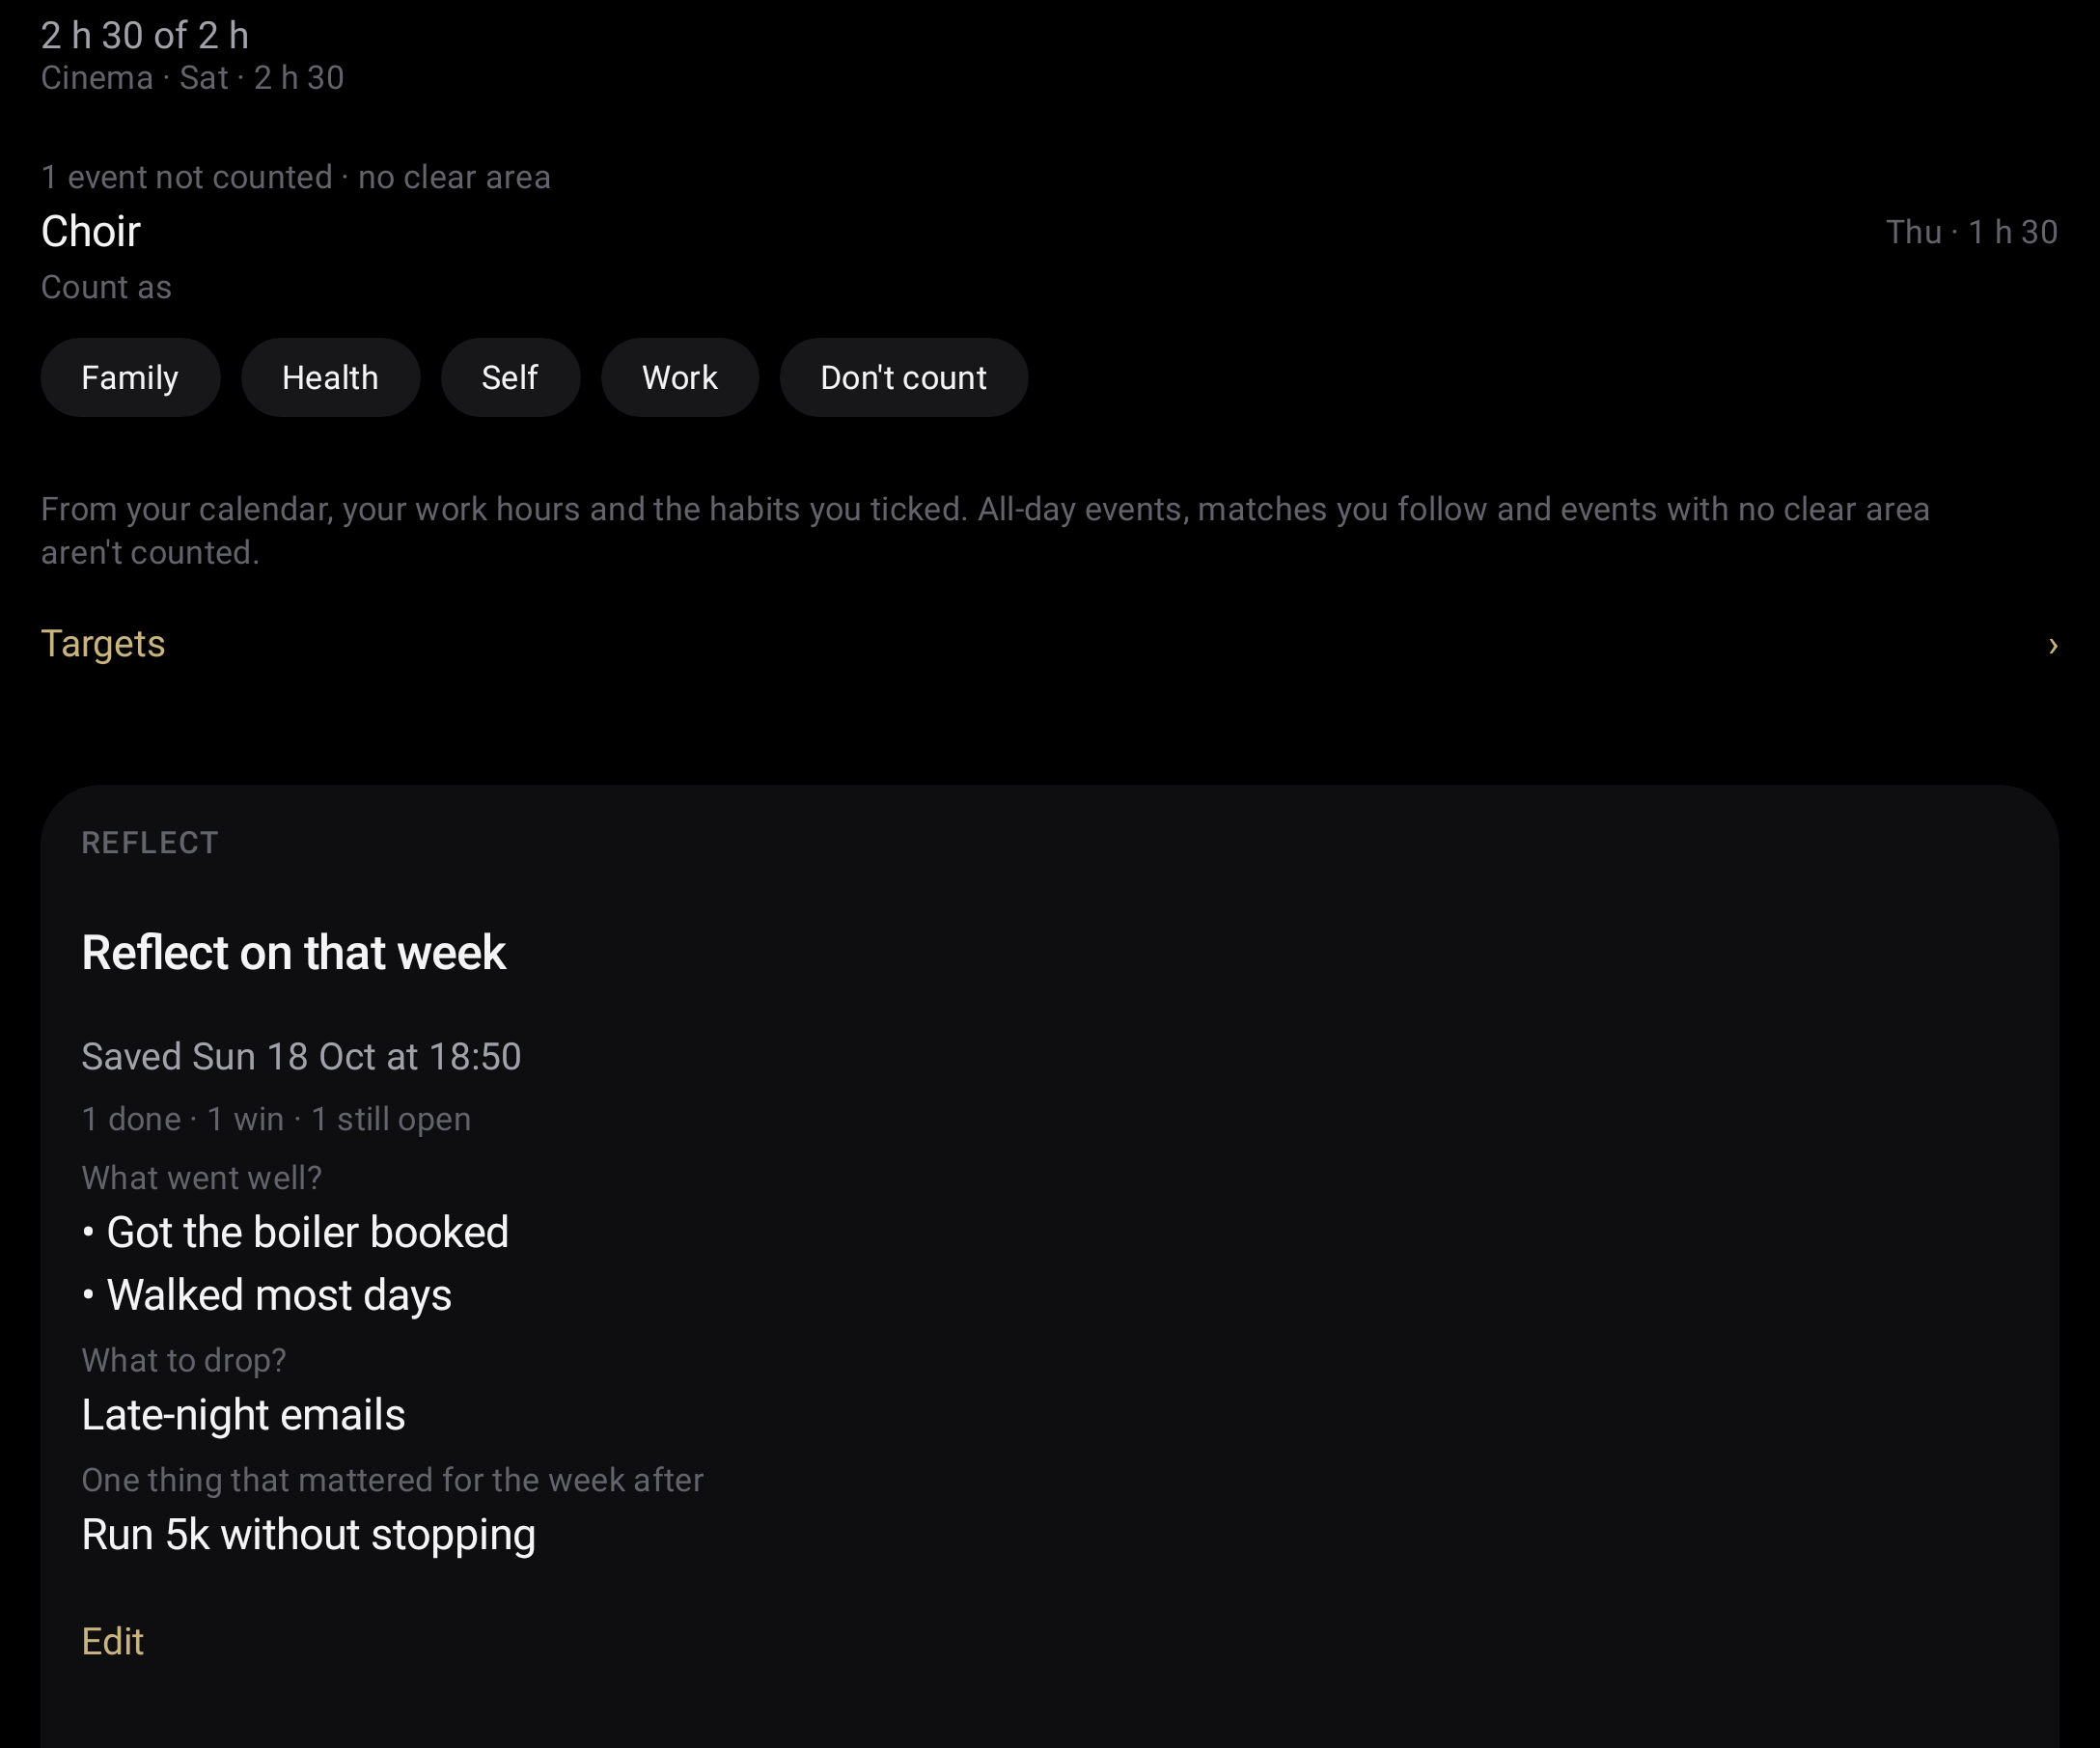 2 h 30 of 2 h
Cinema · Sat · 2 h 30
1 event not counted · no clear area
Choir
Thu · 1 h 30
Count as
Family
Health
Self
Work
Don't count
From your calendar, your work hours and the habits you ticked. All-day events, matches you follow and events with no clear area
aren't counted.
Targets ›
REFLECT
Reflect on that week
Saved Sun 18 Oct at 18:50
1 done · 1 win · 1 still open
What went well?
• Got the boiler booked
• Walked most days
What to drop?
Late-night emails
One thing that mattered for the week after
Run 5k without stopping
Edit